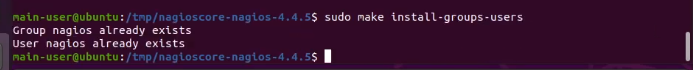 main-user@ubuntu:/tmp/nagioscore-nagios-4.4.5$ sudo make install-groups-users
Group nagios already exists
User nagios already exists
main-user@ubuntu:/tmp/nagioscore-nagios-4.4.5$